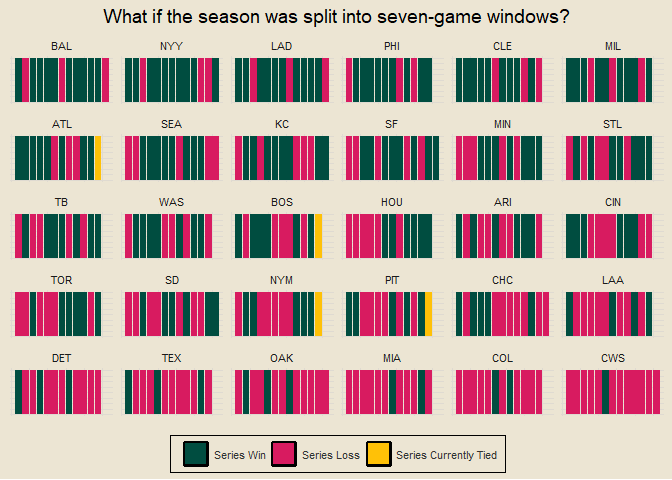 What if the season was split into seven-game windows?
BAL NYY LAD PHI CLE MIL
ATL SEA KC SF MIN STL
TB WAS BOS HOU ARI CIN
TOR SD NYM PIT CHC LAA
DET TEX OAK MIA COL CWS
Series Win Series Loss Series Currently Tied